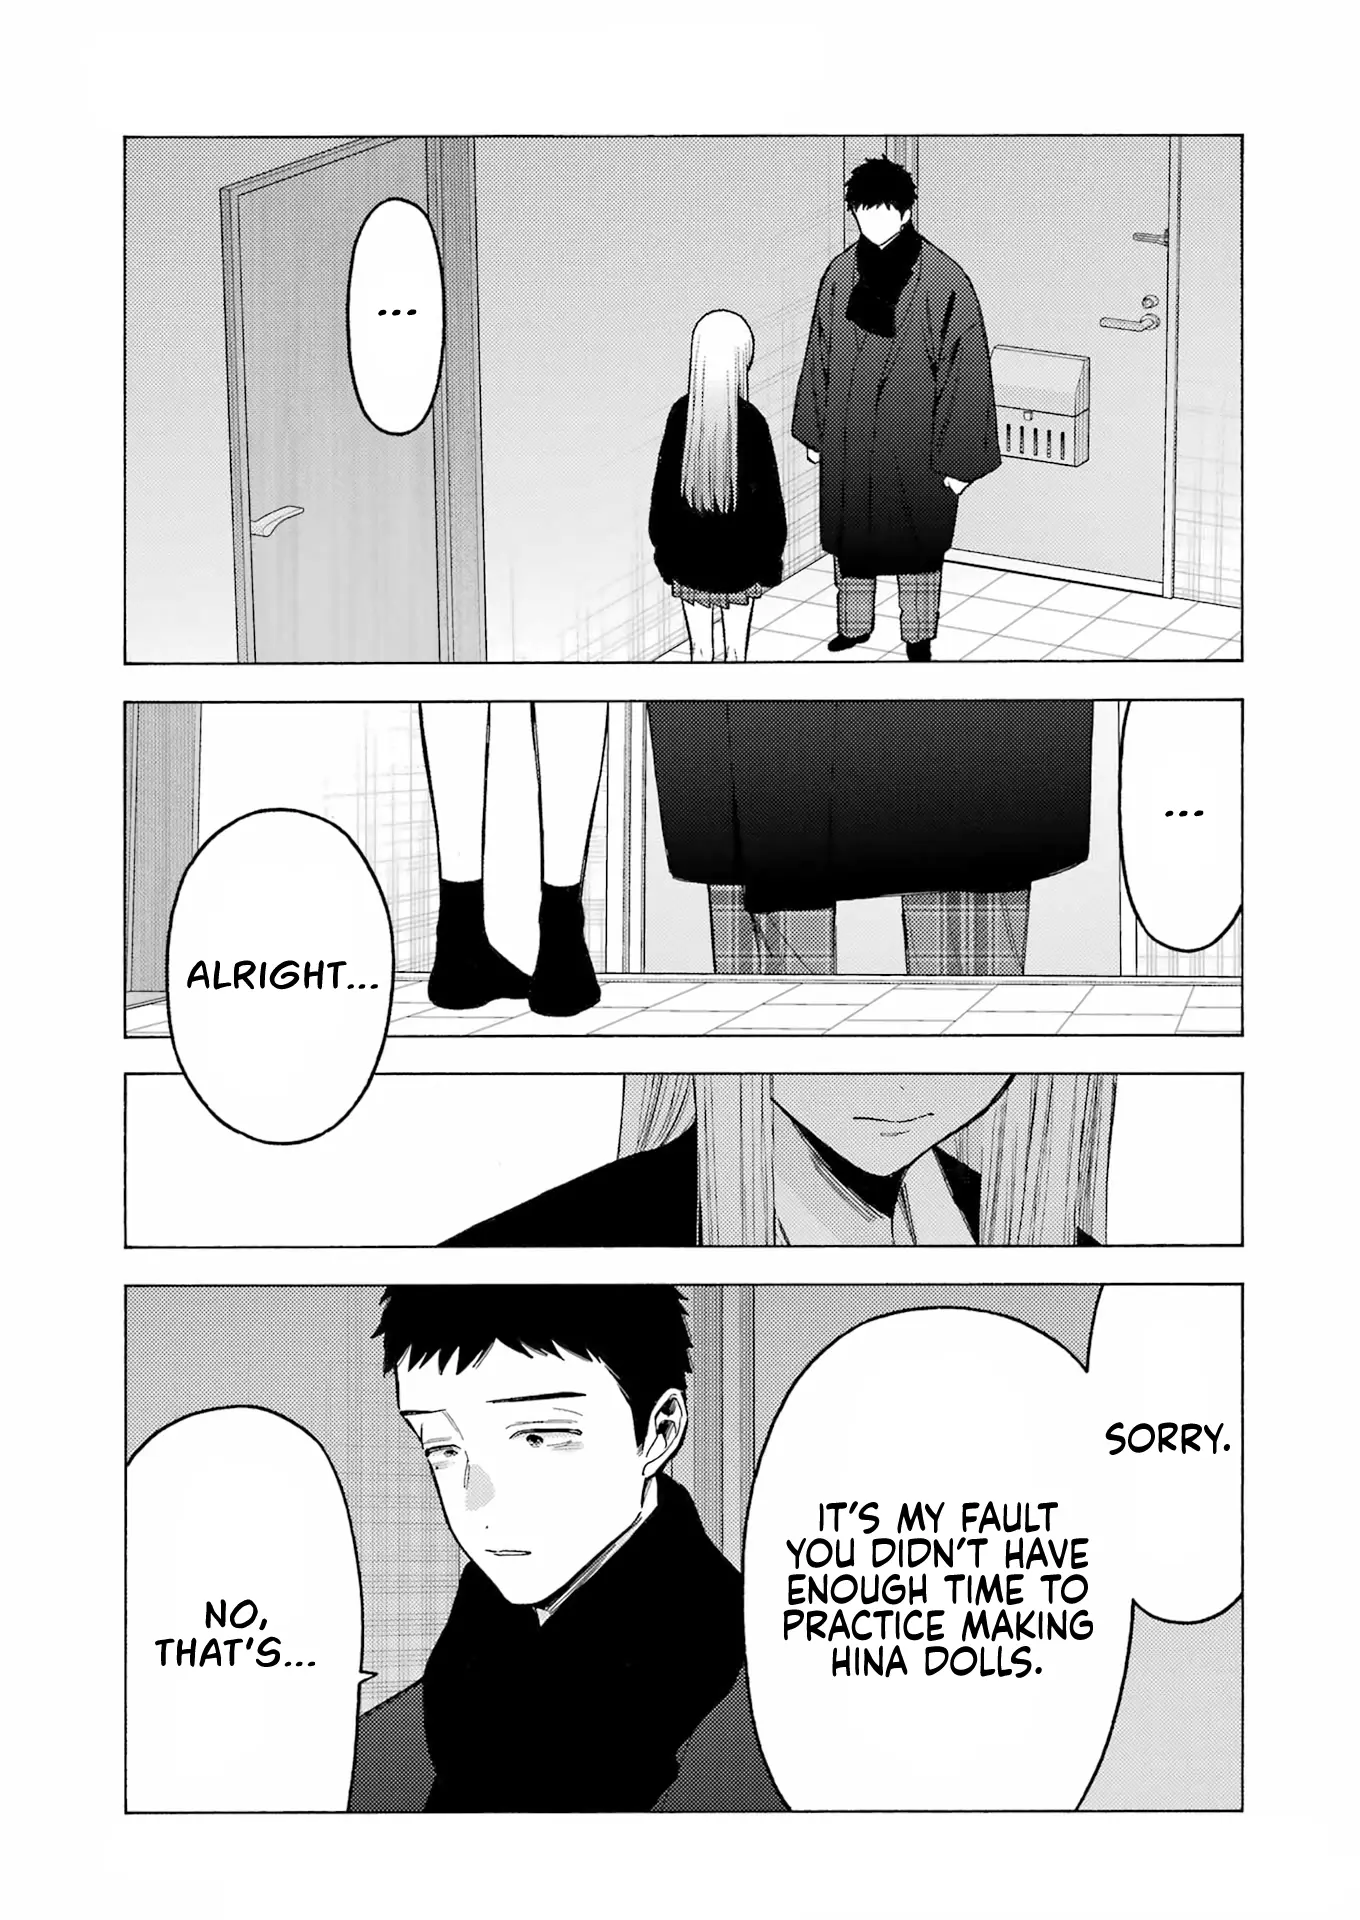 ...
...
ALRIGHT...
SORRY.
IT'S MY FAULT
YOU DIDN'T HAVE
ENOUGH TIME TO
PRACTICE MAKING
HINA DOLLS.
NO,
THAT'S...